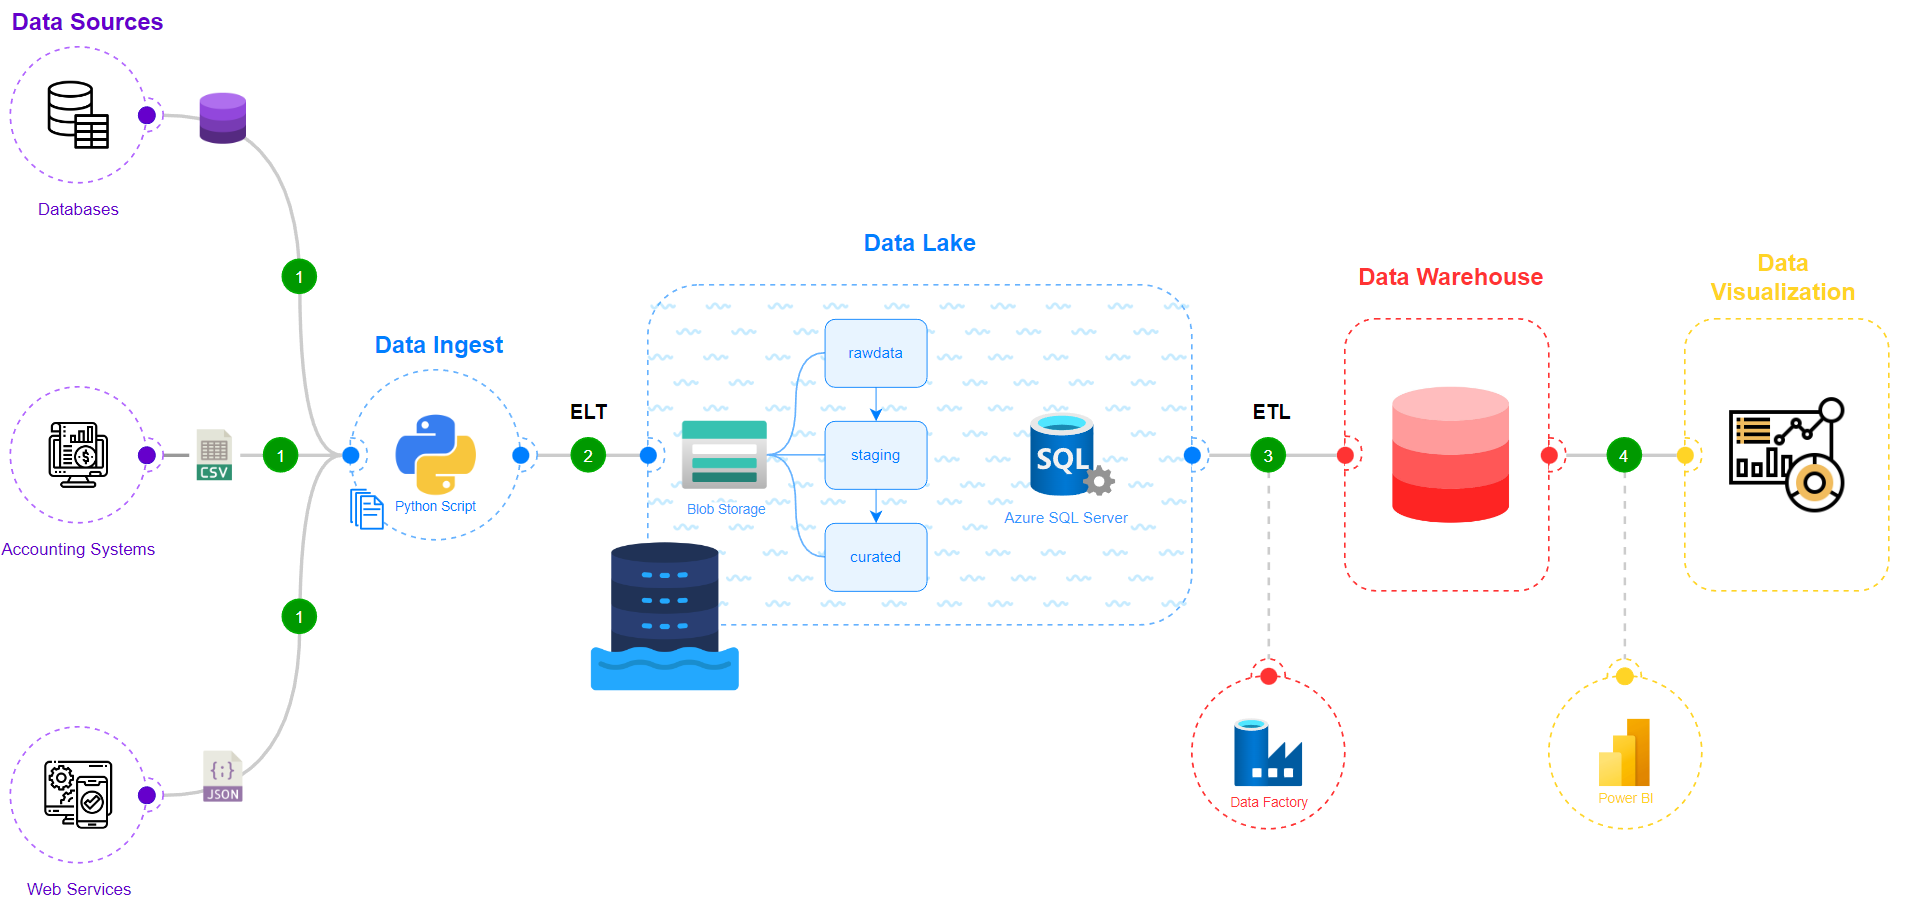 Data Sources
Databases
1
Accounting Systems
CSV
1
Web Services
{;}
JSON
1
Data Ingest
Python Script
ELT
2
Data Lake
Blob Storage
rawdata
staging
curated
SQL
Azure SQL Server
ETL
3
Data Factory
Data Warehouse
4
Power BI
Data
Visualization